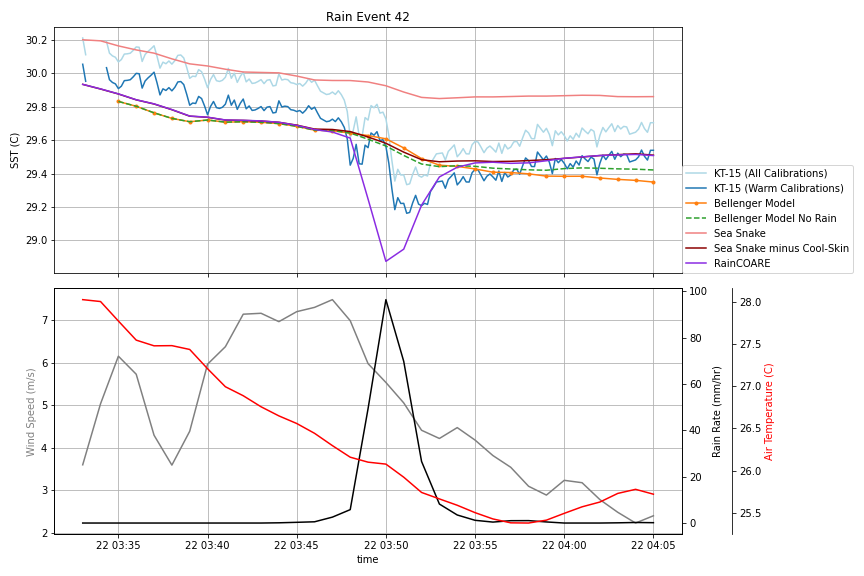 Rain Event 42
30.2
30.0
29.8
29.6
29.4
29.2
29.0
SST (C)
KT-15 (All Calibrations)
KT-15 (Warm Calibrations)
Bellenger Model
Bellenger Model No Rain
Sea Snake
Sea Snake minus Cool-Skin
RainCOARE
7
6
5
4
3
2
Wind Speed (m/s)
100
80
60
40
20
0
Rain Rate (mm/hr)
28.0
27.5
27.0
26.5
26.0
25.5
Air Temperature (C)
22 03:35
22 03:40
22 03:45
22 03:50
22 03:55
22 04:00
22 04:05
time